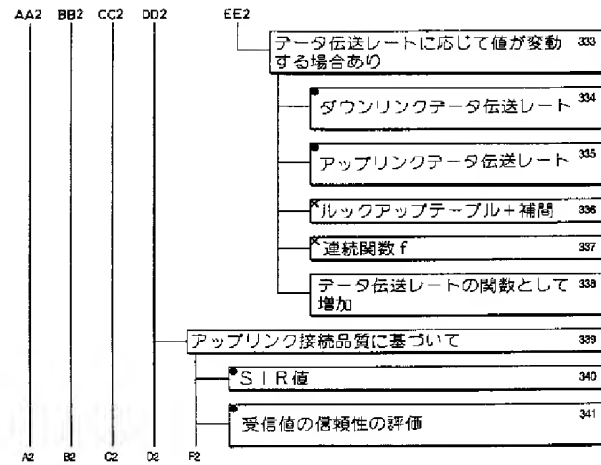 AA2 BB2 CC2 DD2 EE2
データ伝送レートに応じて値が変動 333
する場合あり
ダウンリンクデータ伝送レート 334
アップリンクデータ伝送レート 335
ルックアップテーブル+補間 336
連続関数f 337
データ伝送レートの関数として 338
増加
アップリンク接続品質に基づいて 339
SIR値 340
受信値の信頼性の評価 341
A2 B2 C2 D2 F2